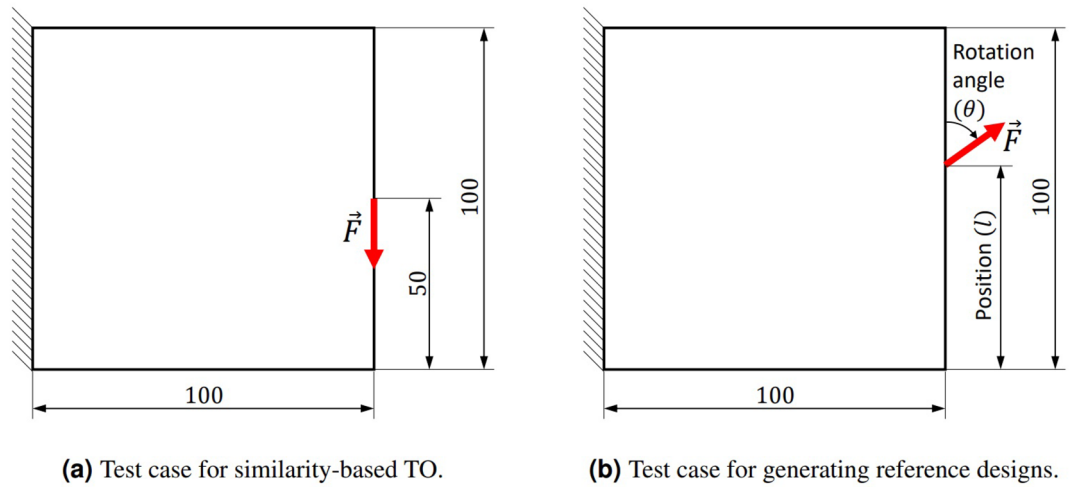 F⃗
50
100
100
(a) Test case for similarity-based TO.
Rotation
angle
(θ)
F⃗
Position (l)
100
100
(b) Test case for generating reference designs.